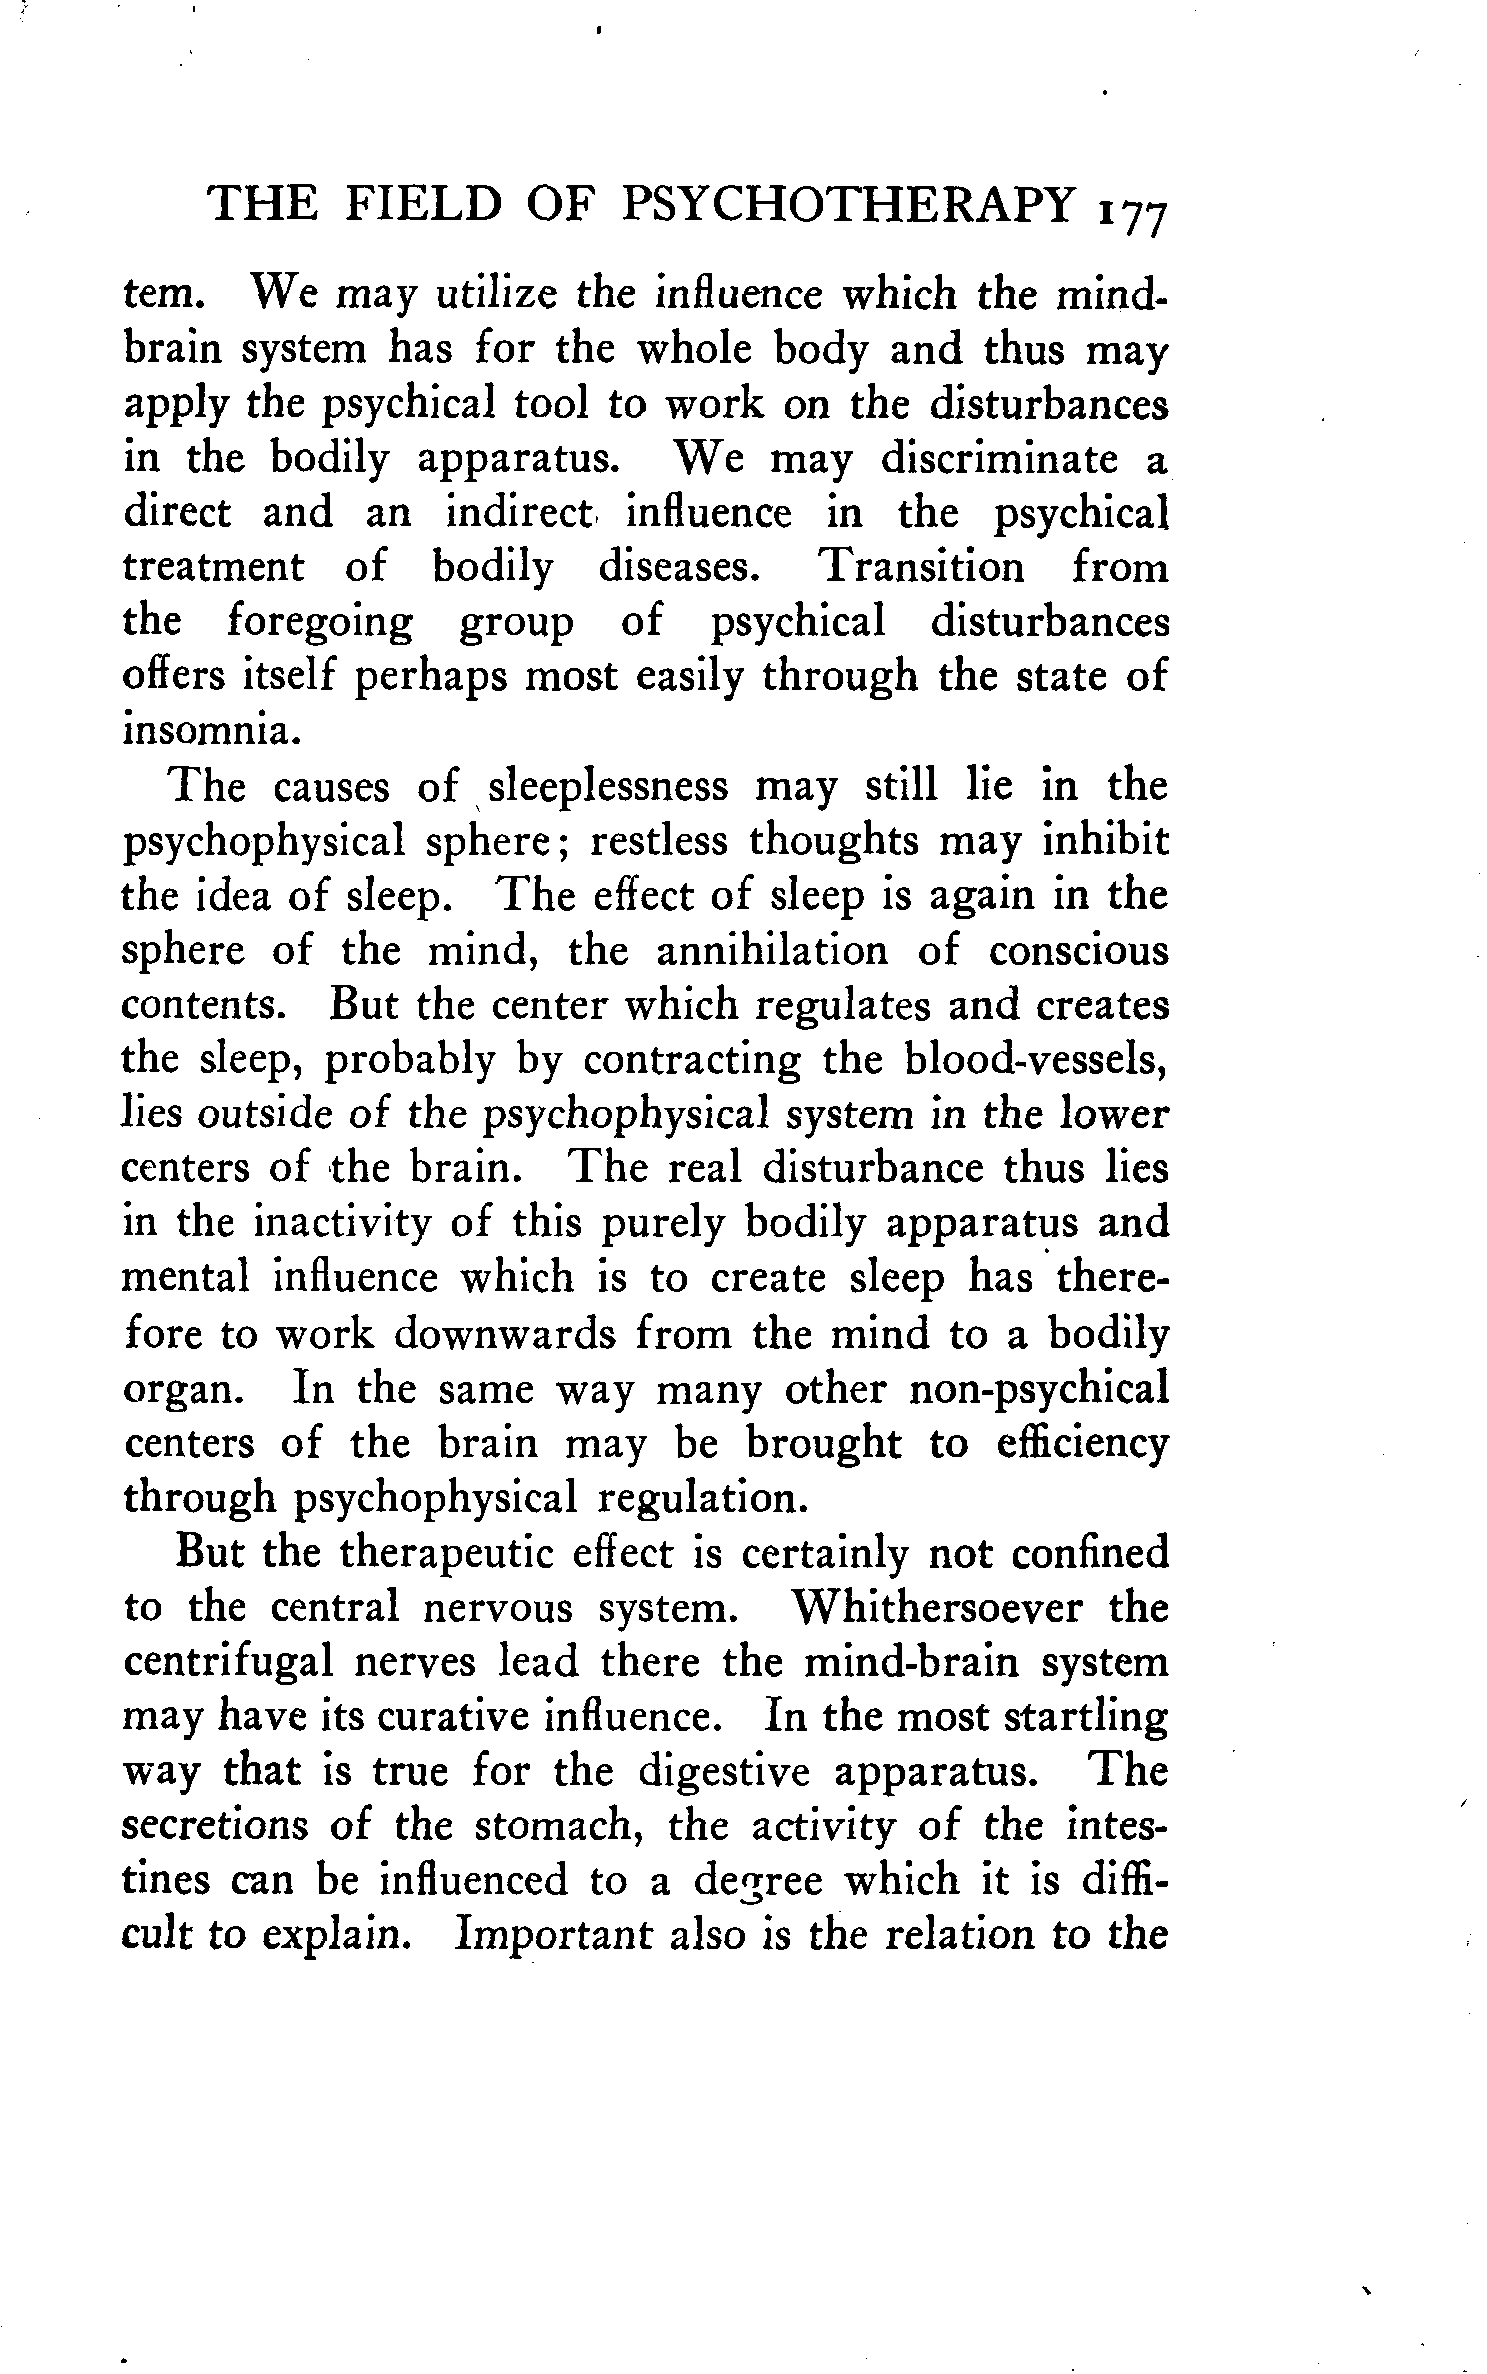 THE FIELD OF PSYCHOTHERAPY 177
tem. We may utilize the influence which the mind-
brain system has for the whole body and thus may
apply the psychical tool to work on the disturbances
in the bodily apparatus. We may discriminate a
direct and an indirect influence in the psychical
treatment of bodily diseases. Transition from
the foregoing group of psychical disturbances
offers itself perhaps most easily through the state of
insomnia.
The causes of sleeplessness may still lie in the
psychophysical sphere; restless thoughts may inhibit
the idea of sleep. The effect of sleep is again in the
sphere of the mind, the annihilation of conscious
contents. But the center which regulates and creates
the sleep, probably by contracting the blood-vessels,
lies outside of the psychophysical system in the lower
centers of the brain. The real disturbance thus lies
in the inactivity of this purely bodily apparatus and
mental influence which is to create sleep has there-
fore to work downwards from the mind to a bodily
organ. In the same way many other non-psychical
centers of the brain may be brought to efficiency
through psychophysical regulation.
But the therapeutic effect is certainly not confined
to the central nervous system. Whithersoever the
centrifugal nerves lead there the mind-brain system
may have its curative influence. In the most startling
way that is true for the digestive apparatus. The
secretions of the stomach, the activity of the intes-
tines can be influenced to a degree which it is diffi-
cult to explain. Important also is the relation to the